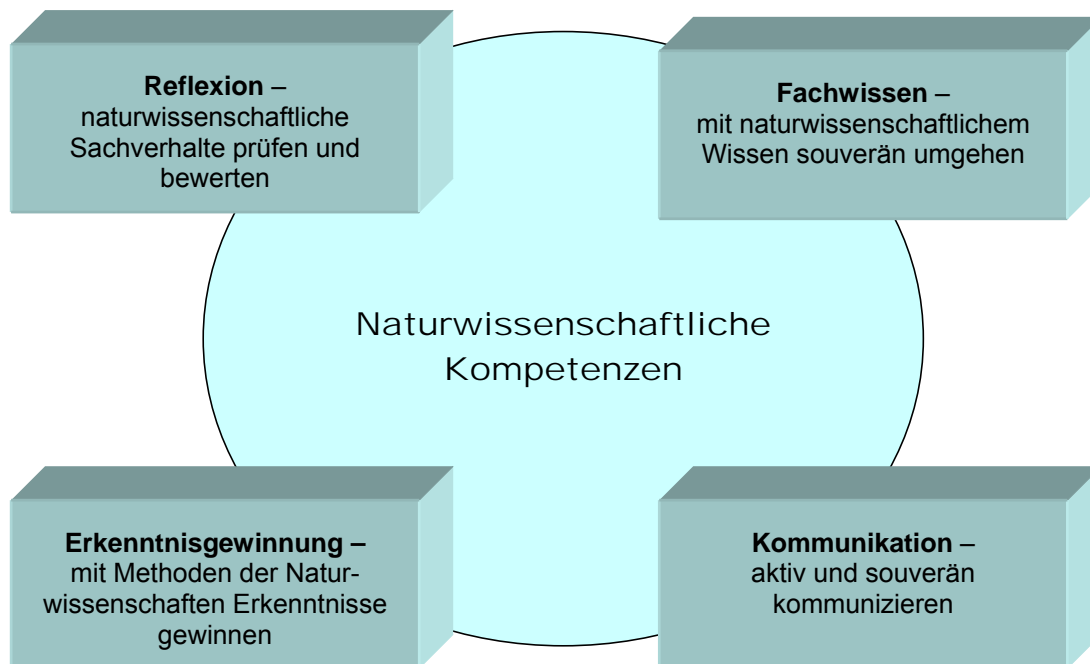 Reflexion –
naturwissenschaftliche
Sachverhalte prüfen und
bewerten
Fachwissen –
mit naturwissenschaftlichem
Wissen souverän umgehen
Naturwissenschaftliche
Kompetenzen
Erkenntnisgewinnung –
mit Methoden der Natur-
wissenschaften Erkenntnisse
gewinnen
Kommunikation –
aktiv und souverän
kommunizieren